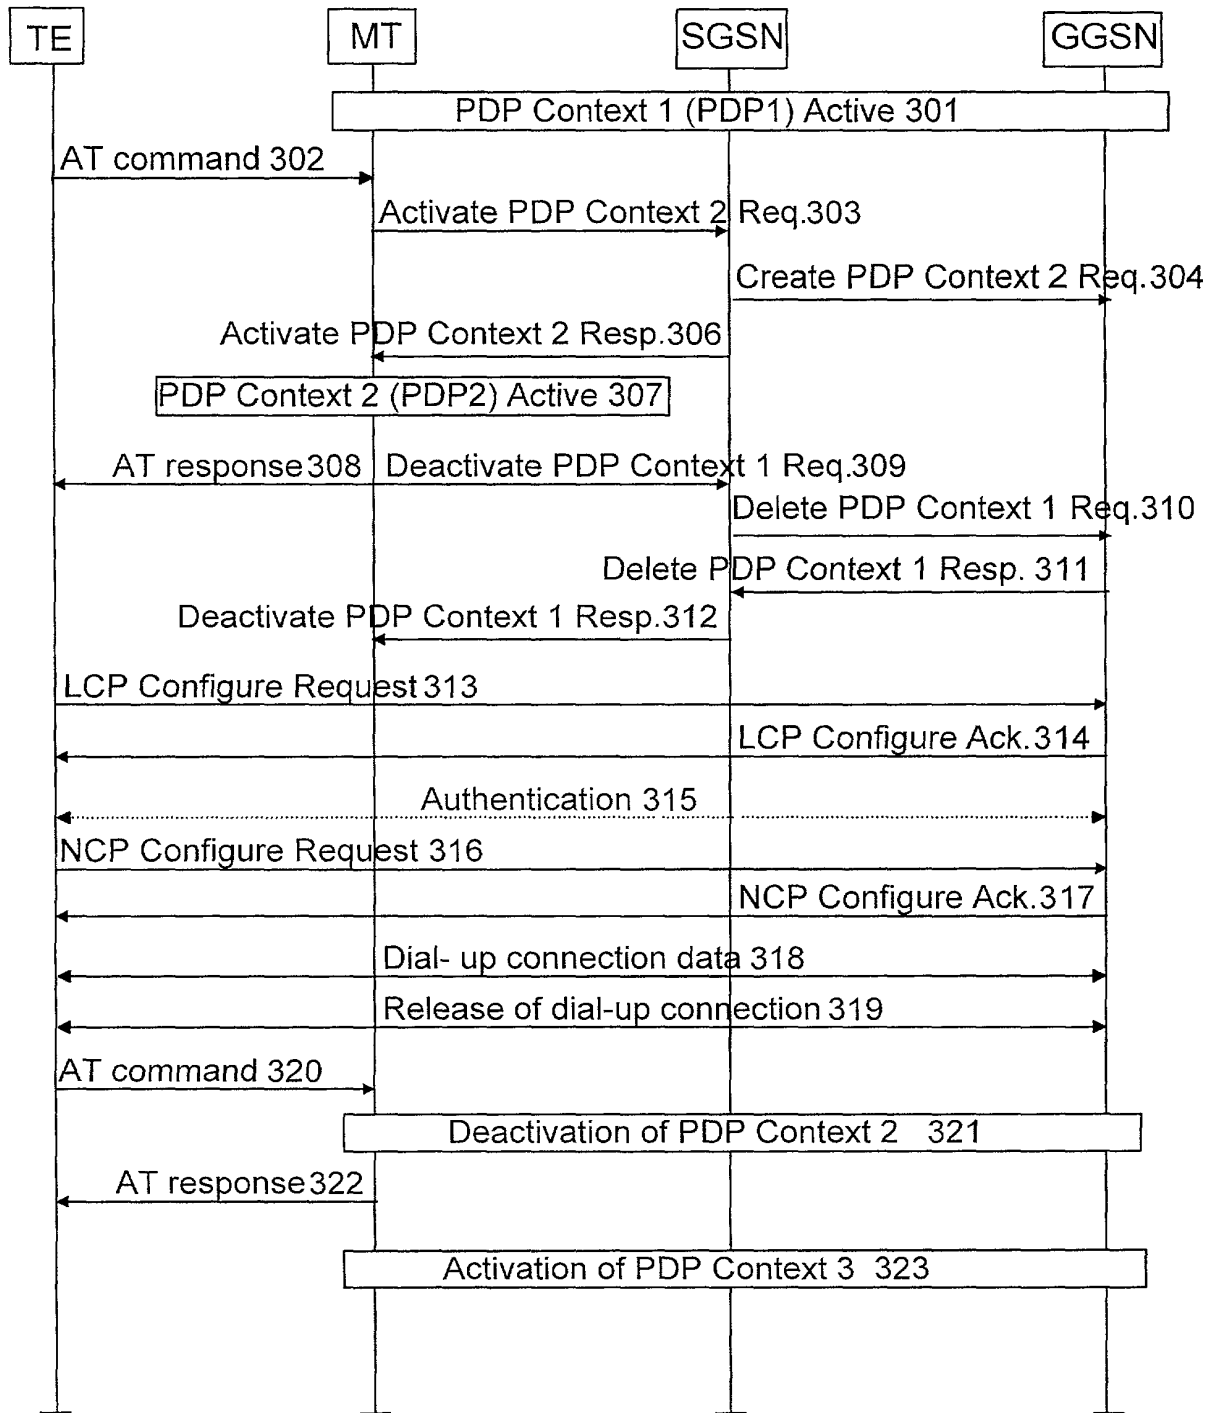 TE MT SGSN GGSN
PDP Context 1 (PDP1) Active 301
AT command 302
Activate PDP Context 2 Req.303
Create PDP Context 2 Req.304
Activate PDP Context 2 Resp.306
PDP Context 2 (PDP2) Active 307
AT response 308 Deactivate PDP Context 1 Req.309
Delete PDP Context 1 Req.310
Delete PDP Context 1 Resp. 311
Deactivate PDP Context 1 Resp.312
LCP Configure Request 313
LCP Configure Ack.314
Authentication 315
NCP Configure Request 316
NCP Configure Ack.317
Dial- up connection data 318
Release of dial-up connection 319
AT command 320
Deactivation of PDP Context 2 321
AT response 322
Activation of PDP Context 3 323